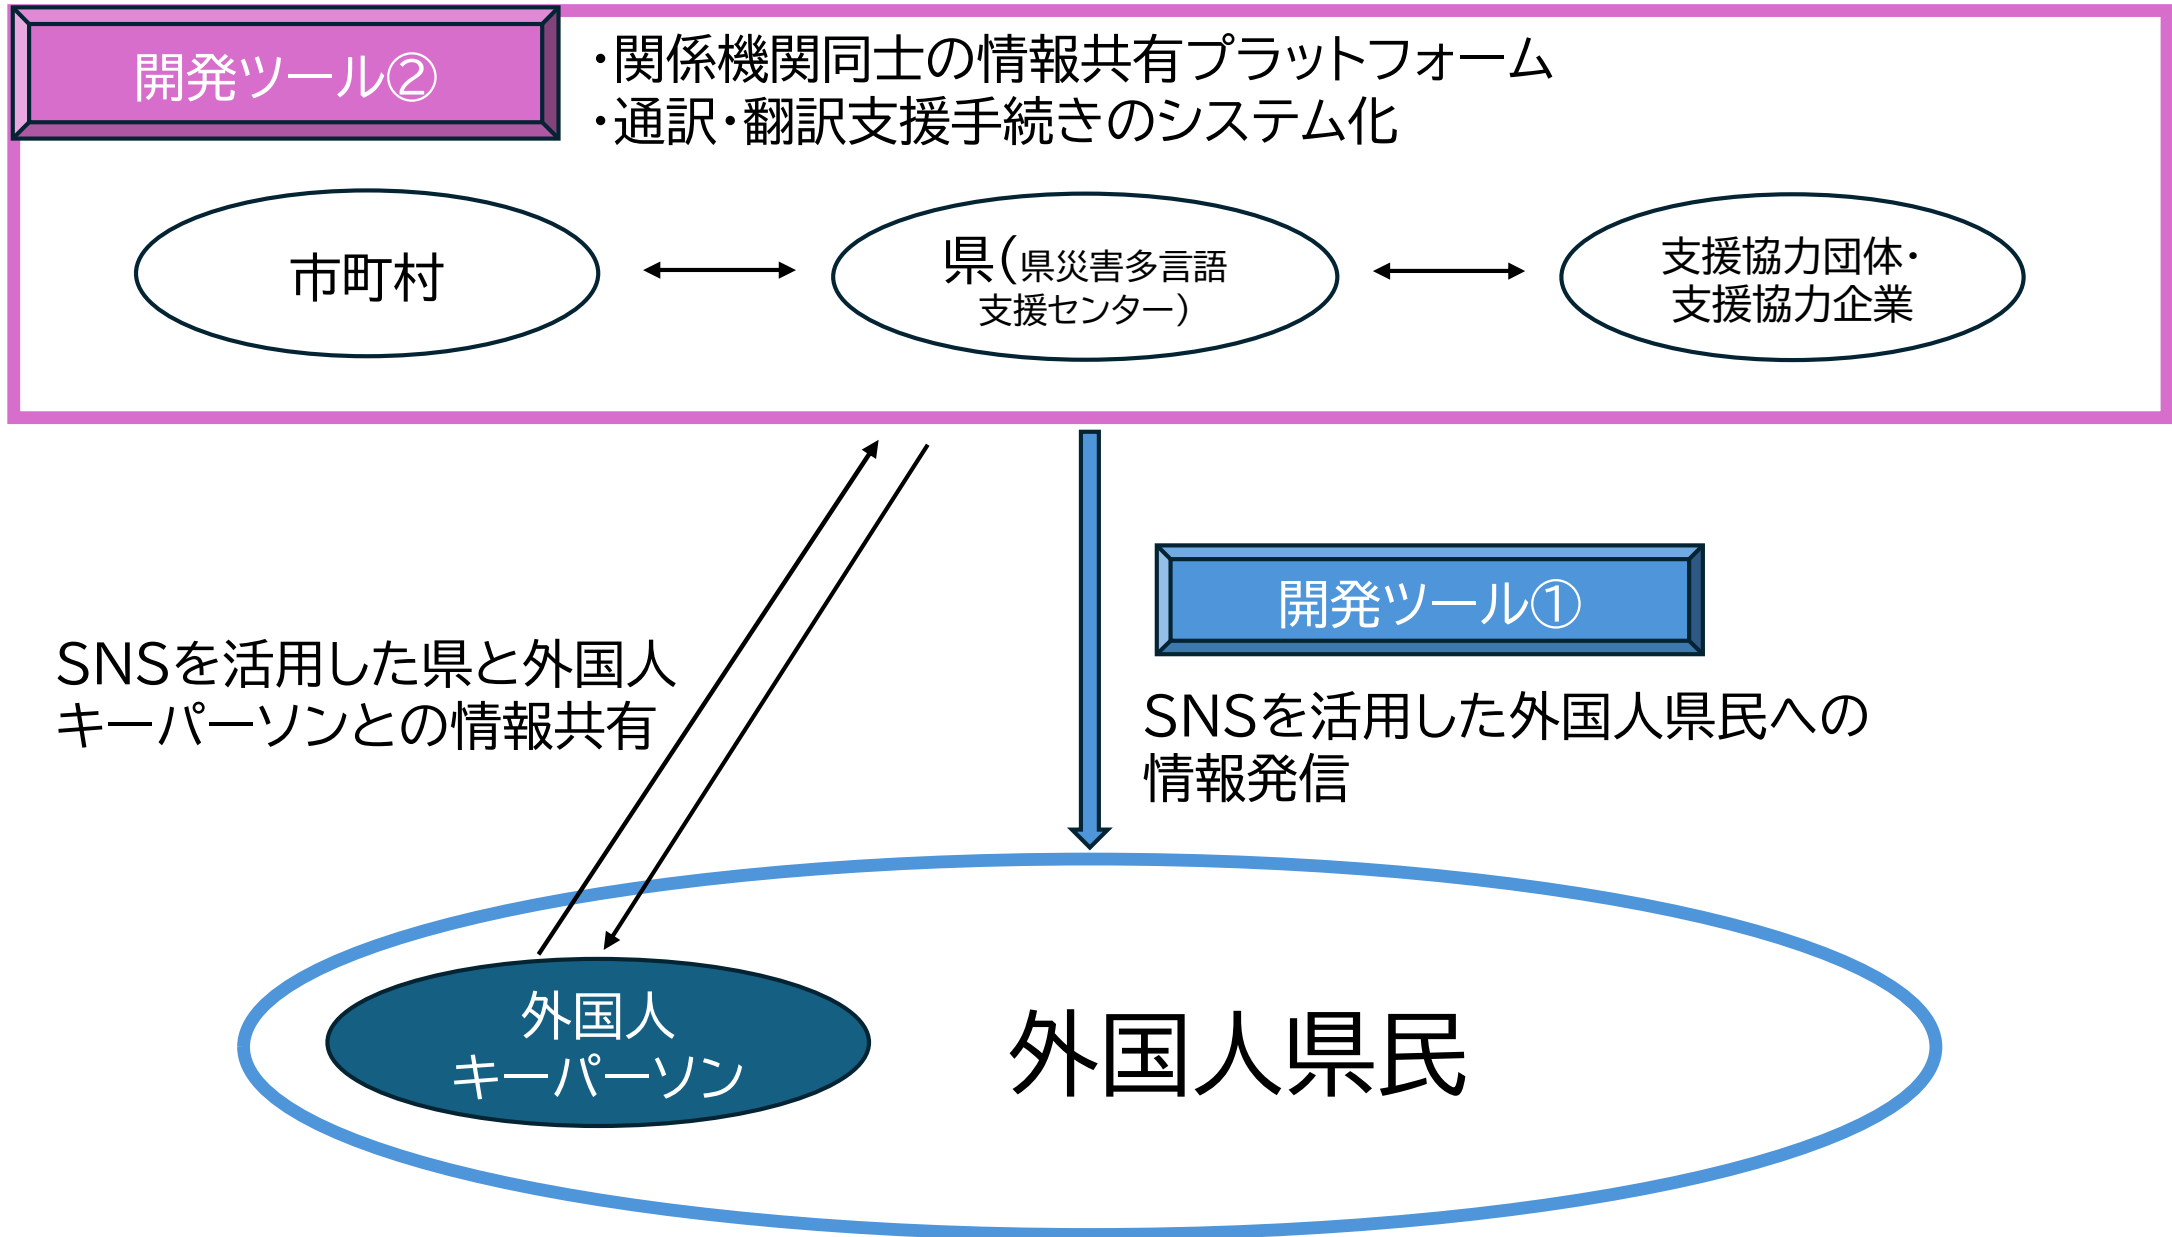 開発ツール②
・関係機関同士の情報共有プラットフォーム
・通訳・翻訳支援手続きのシステム化
市町村
県(県災害多言語
支援センター)
支援協力団体・
支援協力企業
開発ツール①
SNSを活用した県と外国人
キーパーソンとの情報共有
SNSを活用した外国人県民への
情報発信
外国人
キーパーソン
外国人県民